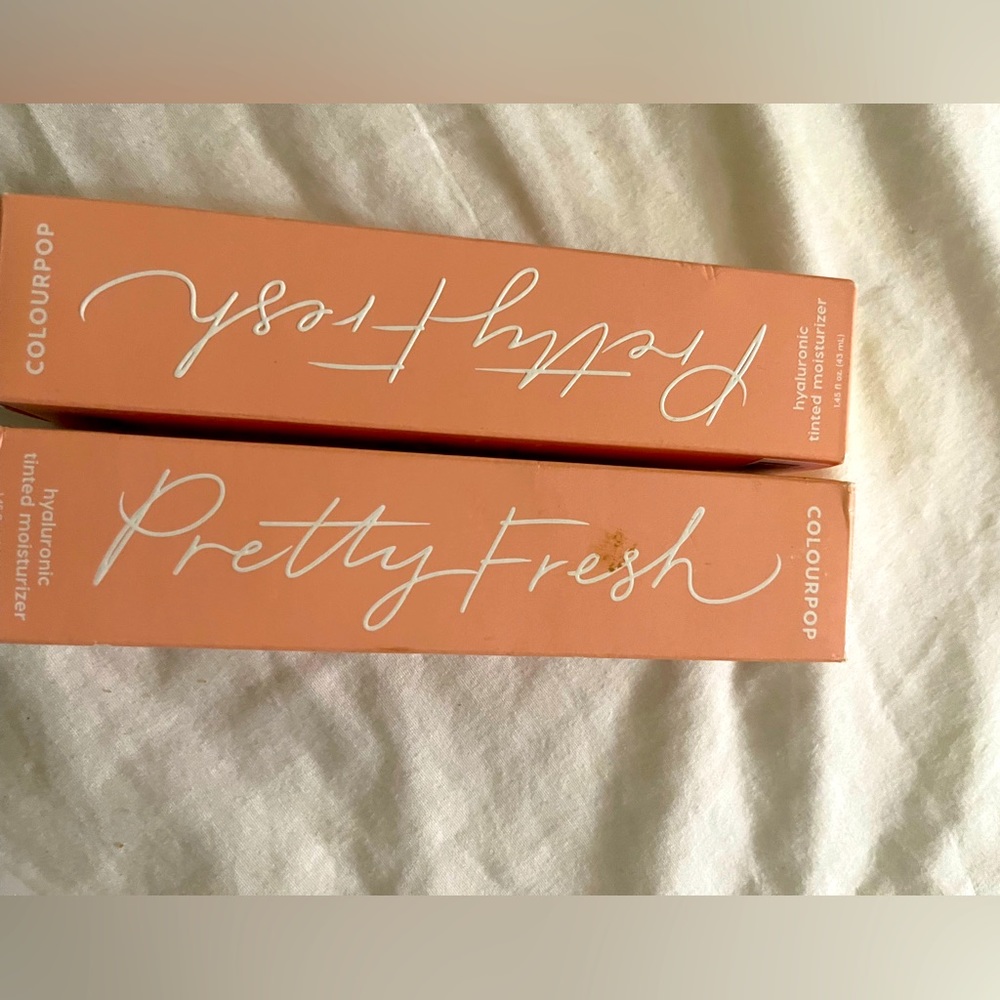 COLOURPOP
Pretty Fresh
hyaluronic
tinted moisturizer
1.45 fl oz. (43 mL)
Pretty Fresh
hyaluronic
tinted moisturizer
COLOURPOP